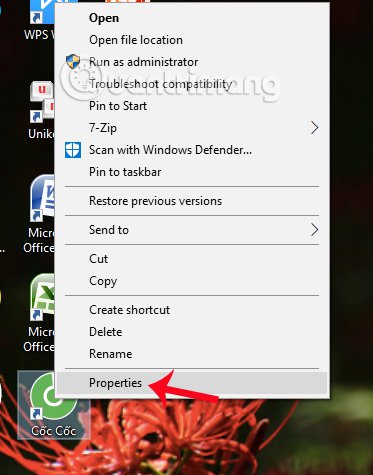 WPS W
Open
Open file location
Run as administrator
Troubleshoot compatibility
Quantrimang
Pin to Start
7-Zip
Scan with Windows Defender...
Pin to taskbar
Restore previous versions
Send to
Cut
Copy
Create shortcut
Delete
Rename
Properties
Unike
Micro
Office
Micro
Office
Cốc Cốc